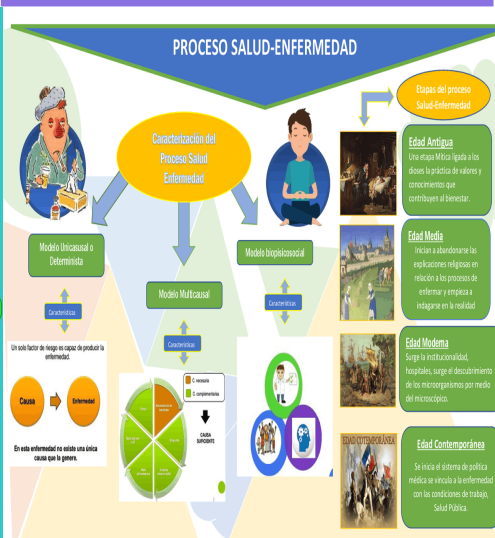 PROCESO SALUD-ENFERMEDAD
Caracterización del
Proceso Salud
Enfermedad
Modelo Unicasusal o
Determinista
Características
Un solo factor de riesgo es capaz de producir la
enfermedad.
Causa
Enfermedad
En esta enfermedad no existe una única
causa que la genero.
Modelo Multicausal
Características
C. necesaria
C. complementarias
CAUSA
SUFICIENTE
Modelo biopisicosocial
Características
Etapas del proceso
Salud-Enfermedad
Edad Antigua
Una etapa Mítica ligada a los
dioses la práctica de valores y
conocimientos que
contribuyen al bienestar.
Edad Media
Inician a abandonarse las
explicaciones religiosas en
relación a los procesos de
enfermar y empieza a
indagarse en la realidad
Edad Moderna
Surge la institucionalidad,
hospitales, surge el descubrimiento
de los microorganismos por medio
del microscópico.
EDAD COTEMPORÁNEA
Edad Contemporánea
Se inicia el sistema de política
médica se vincula a la enfermedad
con las condiciones de trabajo,
Salud Pública.